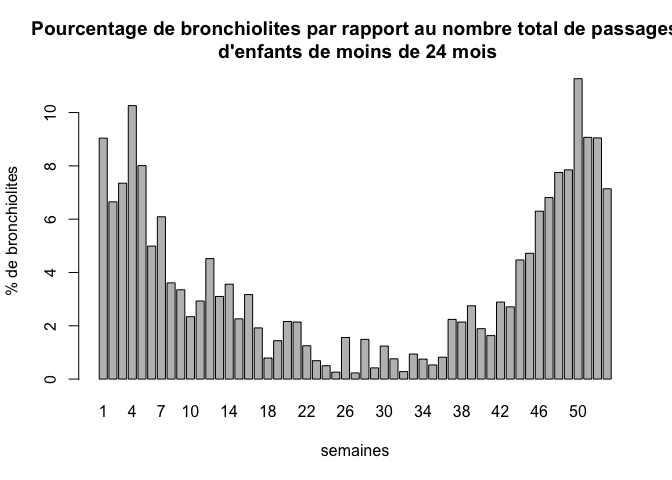 Pourcentage de bronchiolites par rapport au nombre total de passages
d'enfants de moins de 24 mois
% de bronchiolites
10
8
6
4
2
0
1 4 7 10 14 18 22 26 30 34 38 42 46 50
semaines